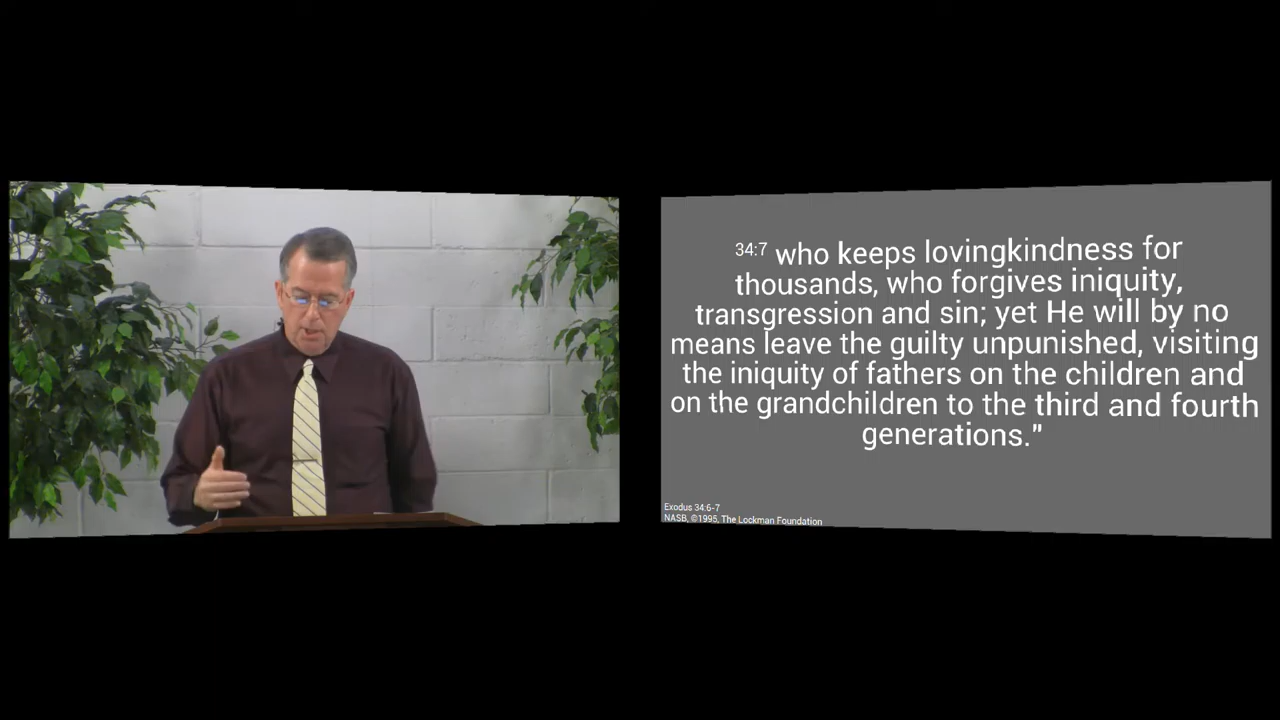 34:7 who keeps lovingkindness for
thousands, who forgives iniquity,
transgression and sin; yet He will by no
means leave the guilty unpunished, visiting
the iniquity of fathers on the children and
on the grandchildren to the third and fourth
generations."
Exodus 34:6-7
NASB, ©1995, The Lockman Foundation